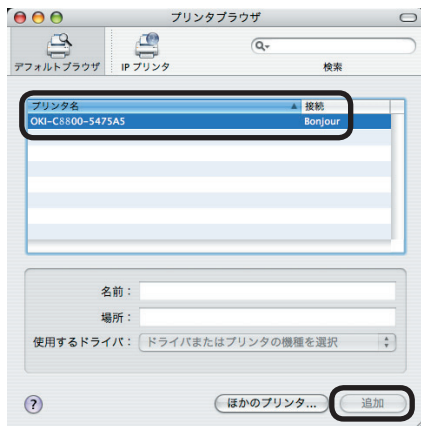 プリンタブラウザ
デフォルトブラウザ IP プリンタ 検索
プリンタ名 接続
OKI-C8800-5475A5 Bonjour
名前：
場所：
使用するドライバ： ドライバまたはプリンタの機種を選択
? ほかのプリンタ... 追加